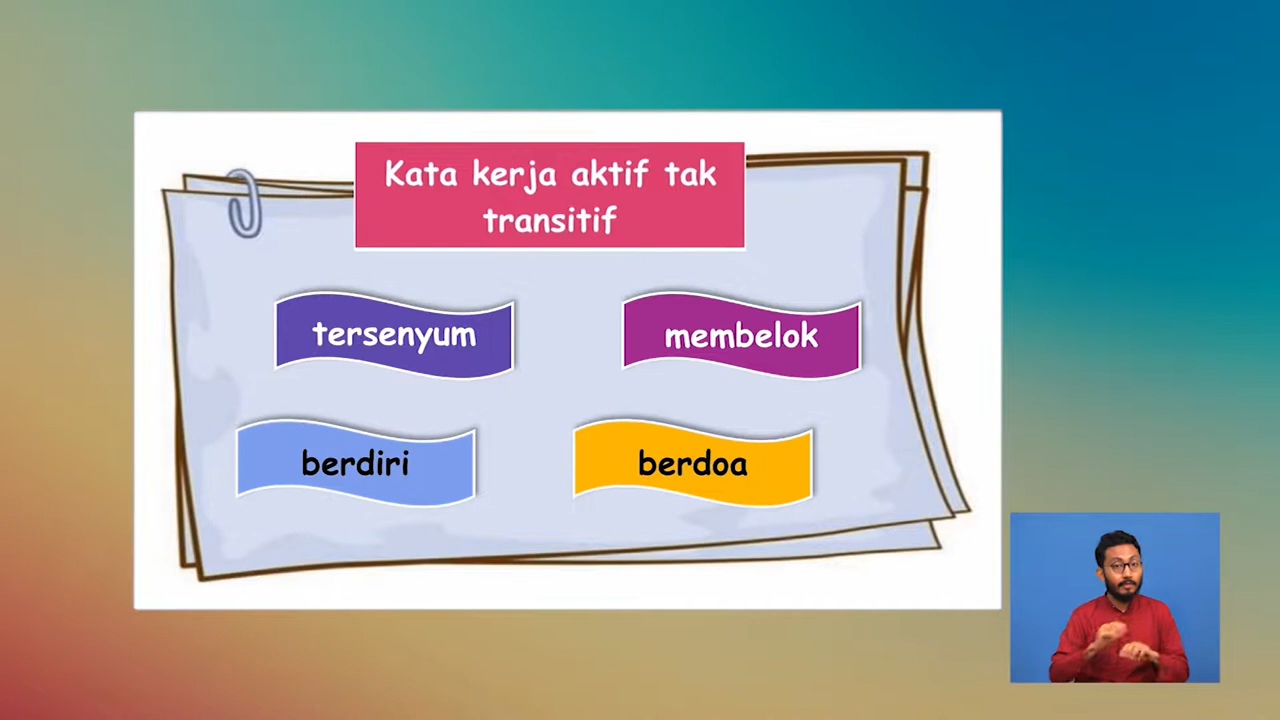 Kata kerja aktif tak
transitif
tersenyum
membelok
berdiri
berdoa